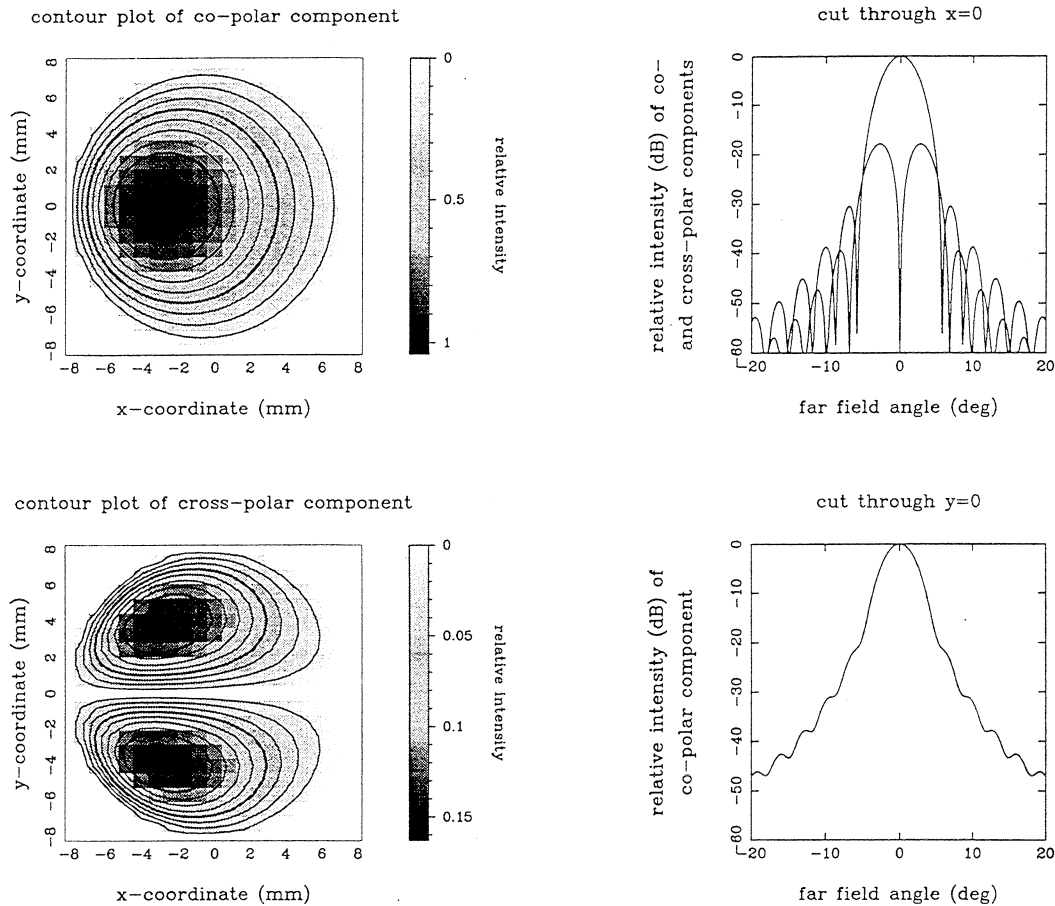 contour plot of co-polar component
8
6
4
2
0
-2
-4
-6
-8
-8 -6 -4 -2 0 2 4 6 8
y-coordinate (mm)
x-coordinate (mm)
0
0.5
1
relative intensity
cut through x=0
0
-10
-20
-30
-40
-50
-60
-20 -10 0 10 20
relative intensity (dB) of co-
and cross-polar components
far field angle (deg)
contour plot of cross-polar component
8
6
4
2
0
-2
-4
-6
-8
-8 -6 -4 -2 0 2 4 6 8
y-coordinate (mm)
x-coordinate (mm)
0
0.05
0.1
0.15
relative intensity
cut through y=0
0
-10
-20
-30
-40
-50
-60
-20 -10 0 10 20
relative intensity (dB) of
co-polar component
far field angle (deg)